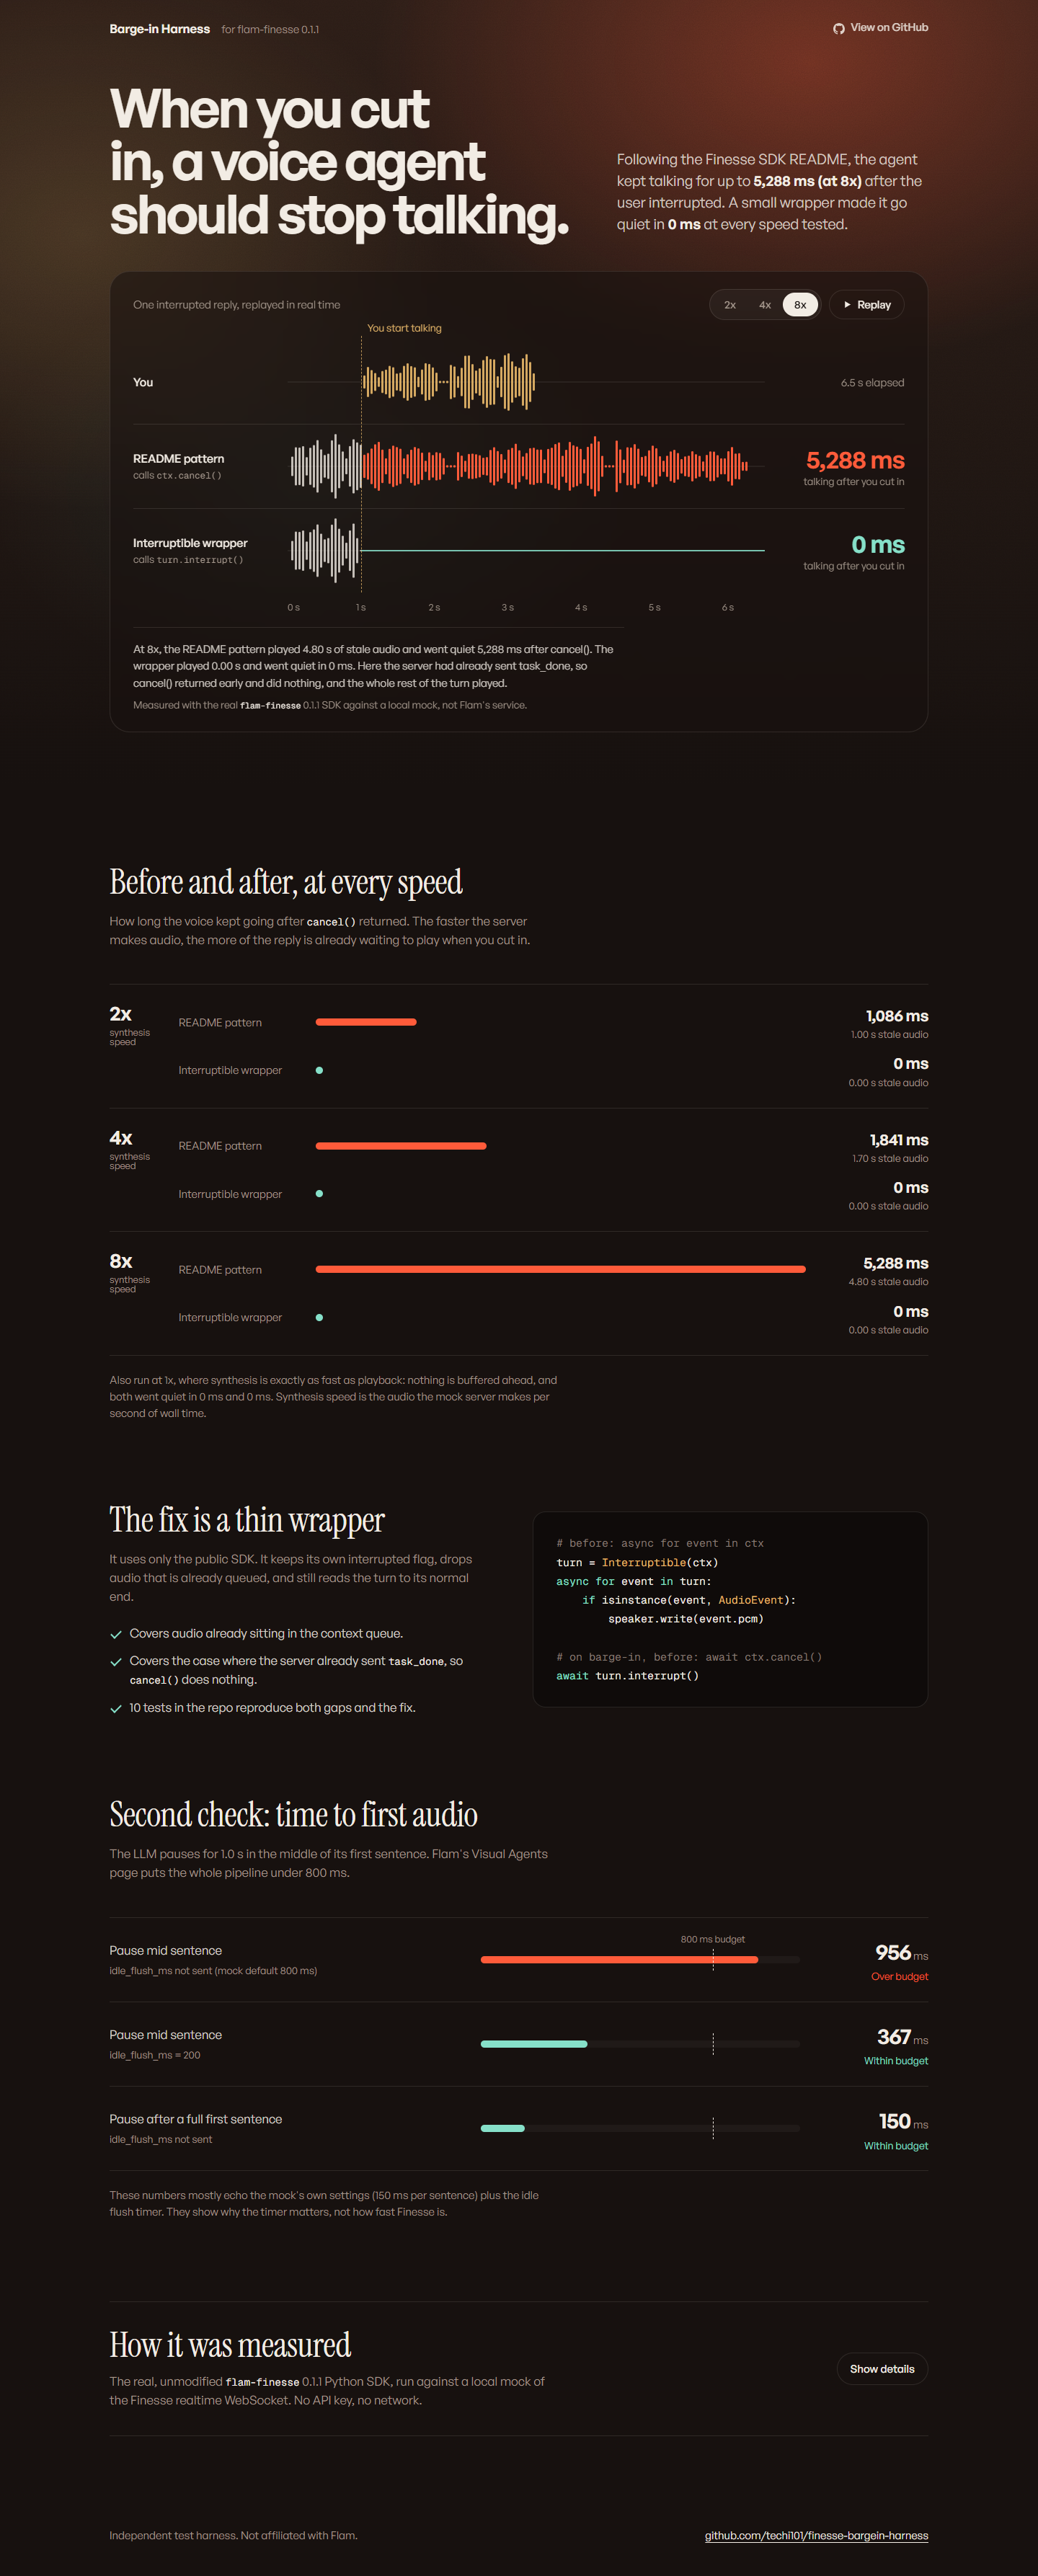 Barge-in Harness for flam-finesse 0.1.1
View on GitHub
When you cut
in, a voice agent
should stop talking.
Following the Finesse SDK README, the agent
kept talking for up to 5,288 ms (at 8x) after the
user interrupted. A small wrapper made it go
quiet in 0 ms at every speed tested.
One interrupted reply, replayed in real time
2x 4x 8x Replay
You start talking
You
6.5 s elapsed
README pattern
calls ctx.cancel()
5,288 ms
talking after you cut in
Interruptible wrapper
calls turn.interrupt()
0 ms
talking after you cut in
0 s 1 s 2 s 3 s 4 s 5 s 6 s
At 8x, the README pattern played 4.80 s of stale audio and went quiet 5,288 ms after cancel(). The
wrapper played 0.00 s and went quiet in 0 ms. Here the server had already sent task_done, so
cancel() returned early and did nothing, and the whole rest of the turn played.
Measured with the real flam-finesse 0.1.1 SDK against a local mock, not Flam's service.
Before and after, at every speed
How long the voice kept going after cancel() returned. The faster the server
makes audio, the more of the reply is already waiting to play when you cut in.
2x
synthesis
speed
README pattern
1,086 ms
1.00 s stale audio
Interruptible wrapper
0 ms
0.00 s stale audio
4x
synthesis
speed
README pattern
1,841 ms
1.70 s stale audio
Interruptible wrapper
0 ms
0.00 s stale audio
8x
synthesis
speed
README pattern
5,288 ms
4.80 s stale audio
Interruptible wrapper
0 ms
0.00 s stale audio
Also run at 1x, where synthesis is exactly as fast as playback: nothing is buffered ahead, and
both went quiet in 0 ms and 0 ms. Synthesis speed is the audio the mock server makes per
second of wall time.
The fix is a thin wrapper
It uses only the public SDK. It keeps its own interrupted flag, drops
audio that is already queued, and still reads the turn to its normal
end.
Covers audio already sitting in the context queue.
Covers the case where the server already sent task_done, so
cancel() does nothing.
10 tests in the repo reproduce both gaps and the fix.
# before: async for event in ctx
turn = Interruptible(ctx)
async for event in turn:
    if isinstance(event, AudioEvent):
        speaker.write(event.pcm)
# on barge-in, before: await ctx.cancel()
await turn.interrupt()
Second check: time to first audio
The LLM pauses for 1.0 s in the middle of its first sentence. Flam's Visual Agents
page puts the whole pipeline under 800 ms.
800 ms budget
Pause mid sentence
idle_flush_ms not sent (mock default 800 ms)
956 ms
Over budget
Pause mid sentence
idle_flush_ms = 200
367 ms
Within budget
Pause after a full first sentence
idle_flush_ms not sent
150 ms
Within budget
These numbers mostly echo the mock's own settings (150 ms per sentence) plus the idle
flush timer. They show why the timer matters, not how fast Finesse is.
How it was measured
The real, unmodified flam-finesse 0.1.1 Python SDK, run against a local mock of
the Finesse realtime WebSocket. No API key, no network.
Show details
Independent test harness. Not affiliated with Flam.
github.com/techi101/finesse-bargein-harness